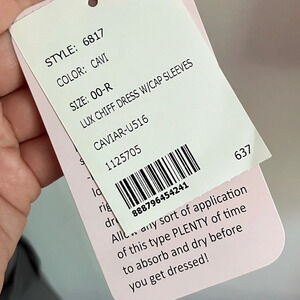 STYLE: 6817
COLOR: CAVI
SIZE: 00-R
LUX CHIFF DRESS W/CAP SLEEVES
CAVIAR-U516
1125705
637
888796454241
Allow any sort of application
of this type PLENTY of time
to absorb and dry before
you get dressed!